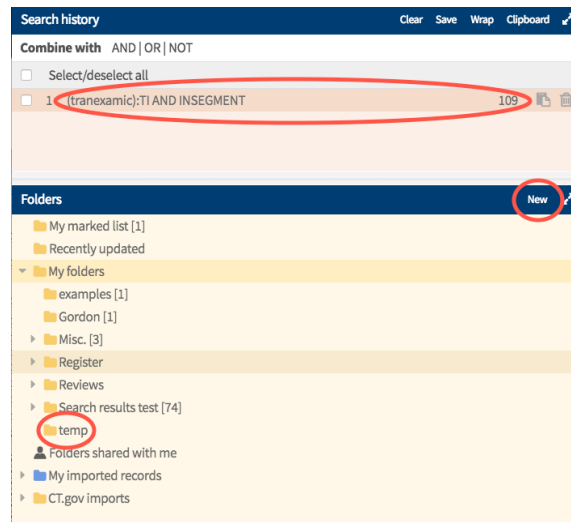 Search history Clear Save Wrap Clipboard
Combine with AND | OR | NOT
Select/deselect all
1 (tranexamic):TI AND INSEGMENT 109
Folders New
My marked list [1]
Recently updated
My folders
examples [1]
Gordon [1]
Misc. [3]
Register
Reviews
Search results test [74]
temp
Folders shared with me
My imported records
CT.gov imports